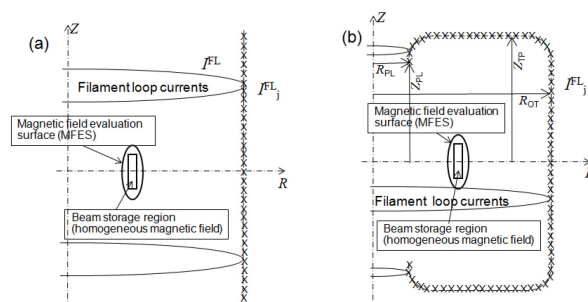 (a)
Z
I^FL
Filament loop currents
I^FL_j
Magnetic field evaluation
surface (MFES)
R
Beam storage region
(homogeneous magnetic field)
(b)
Z
R_PL
Z_PL
Z_TP
I^FL_j
R_OT
Magnetic field evaluation
surface (MFES)
Filament loop currents
Beam storage region
(homogeneous magnetic field)